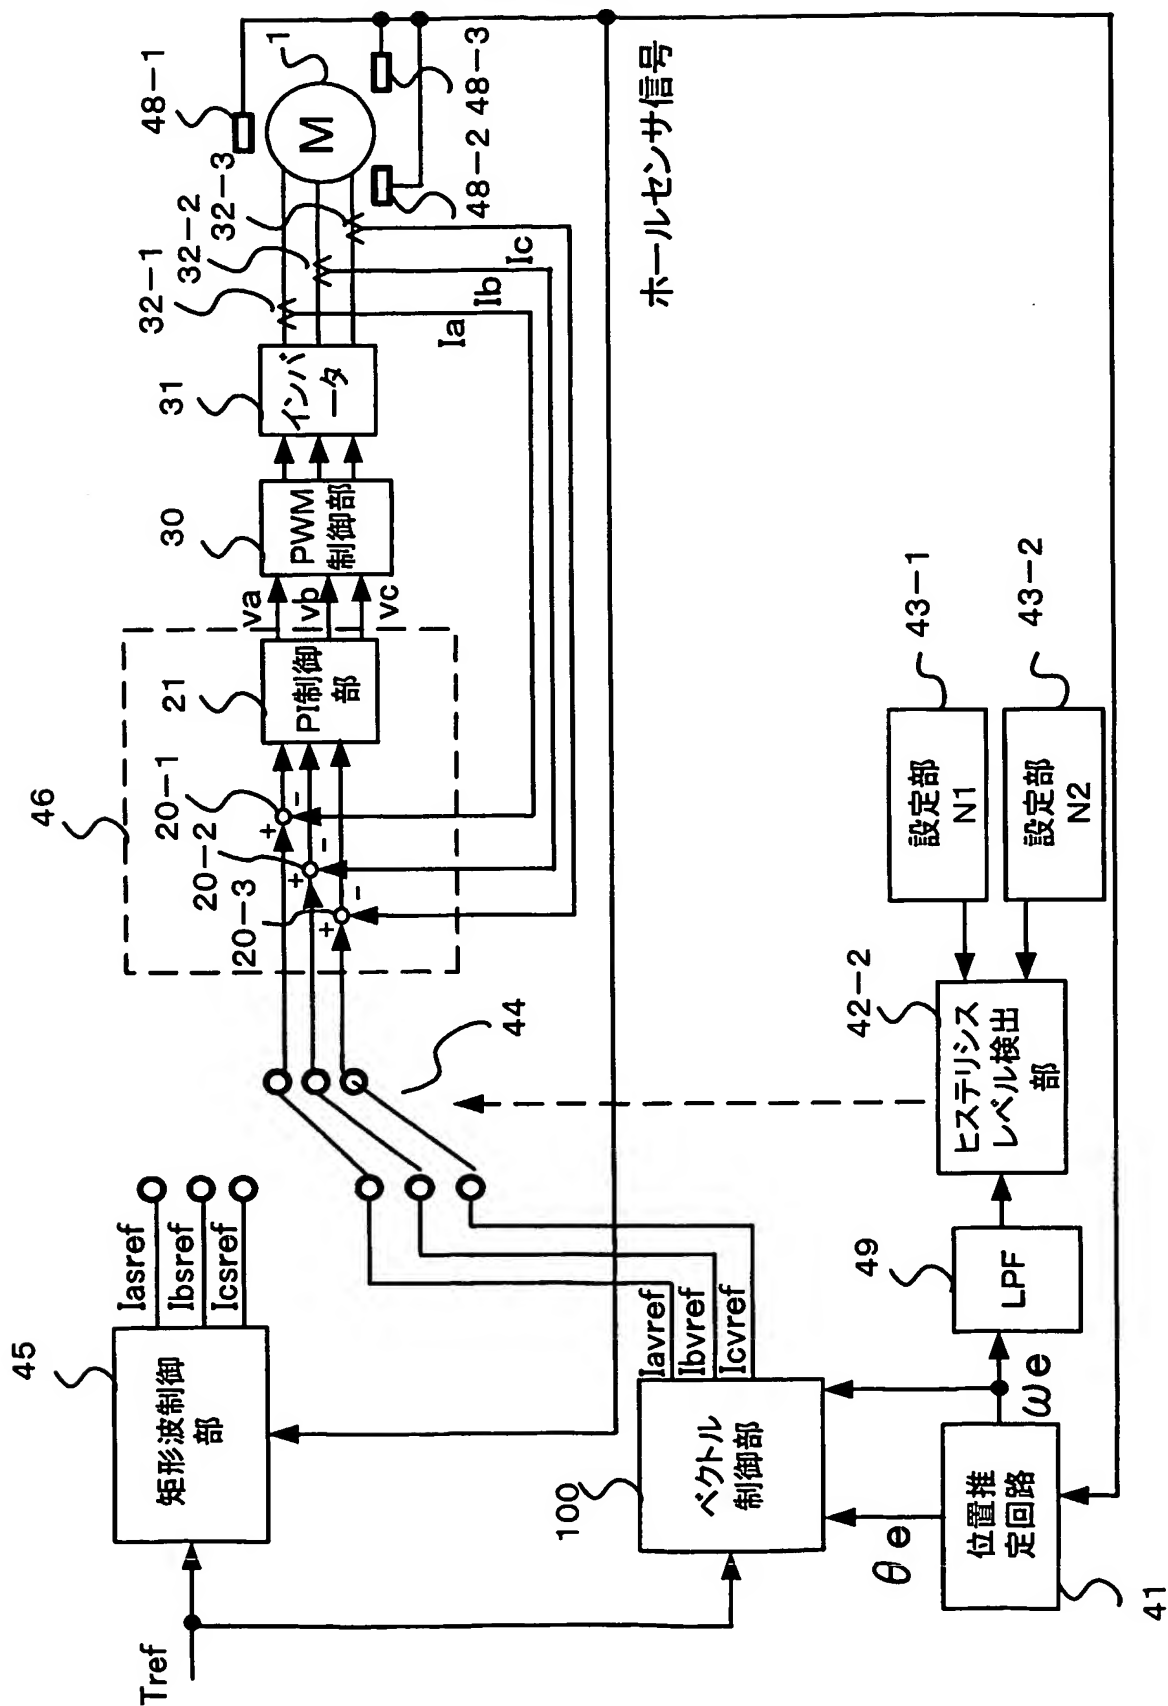 Tref
45
矩形波制御
部
Iasref
Ibsref
Icsref
100
ベクトル
制御部
Iavref
Ibvref
Icvref
θe
ωe
41
位置推
定回路
49
LPF
42-2
ヒステリシス
レベル検出
部
設定部
N1
43-1
設定部
N2
43-2
44
46
20-1
20-2
20-3
+
-
+
-
+
-
21
PI制御
部
va
vb
vc
30
PWM
制御部
31
インバ
ータ
32-1
32-2
32-3
Ia
Ib
Ic
M
1
48-1
48-2
48-3
ホールセンサ信号